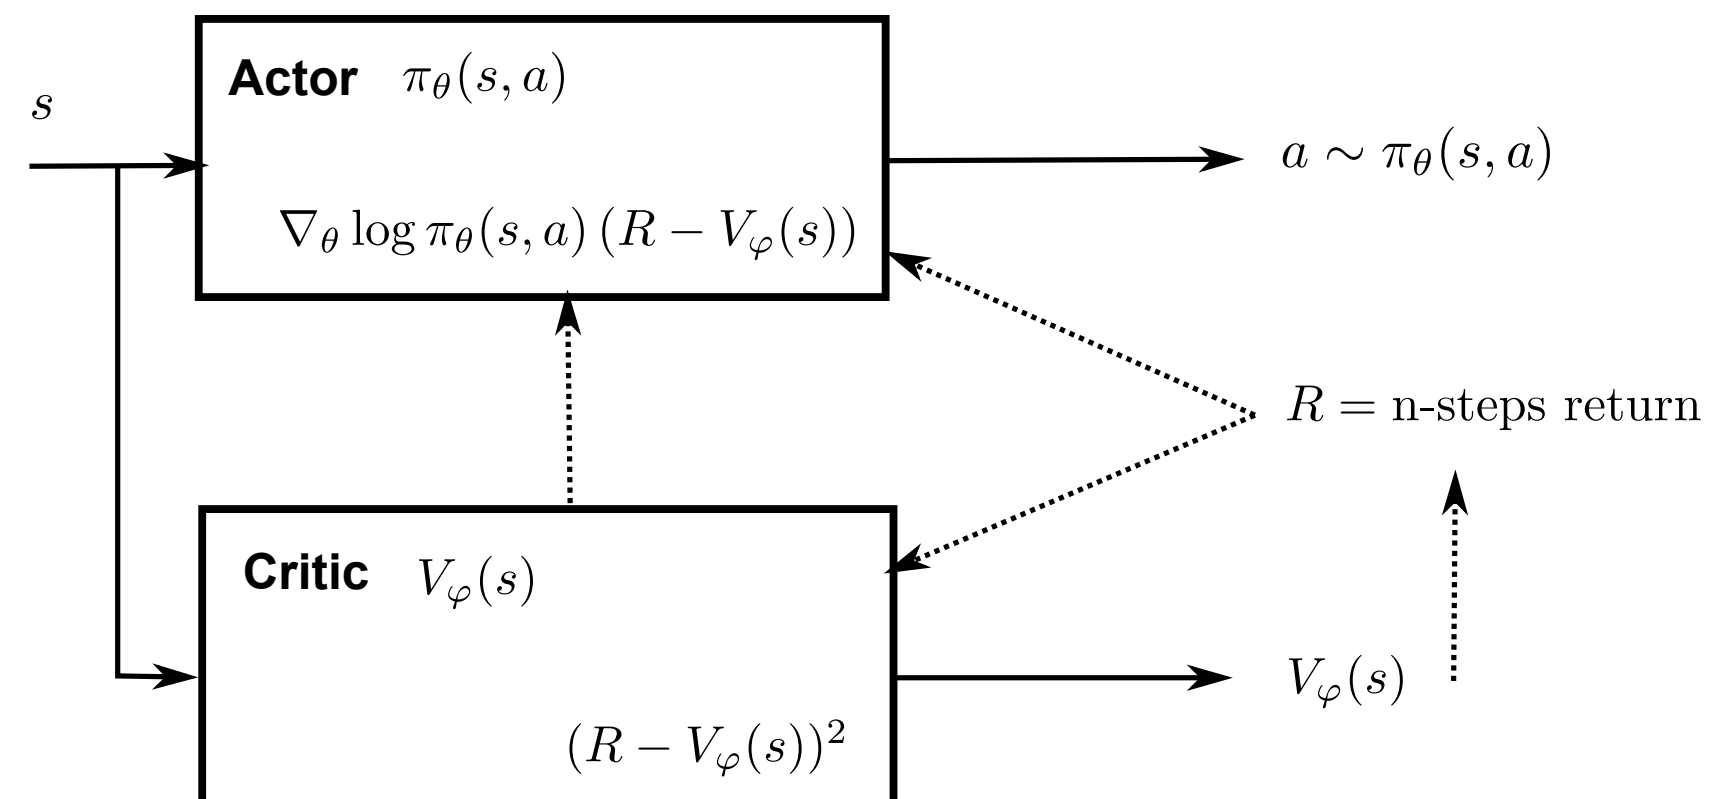 s
Actor π_θ(s, a)
∇_θ log π_θ(s, a) (R − V_φ(s))
a ∼ π_θ(s, a)
R = n-steps return
Critic V_φ(s)
V_φ(s)
(R − V_φ(s))²